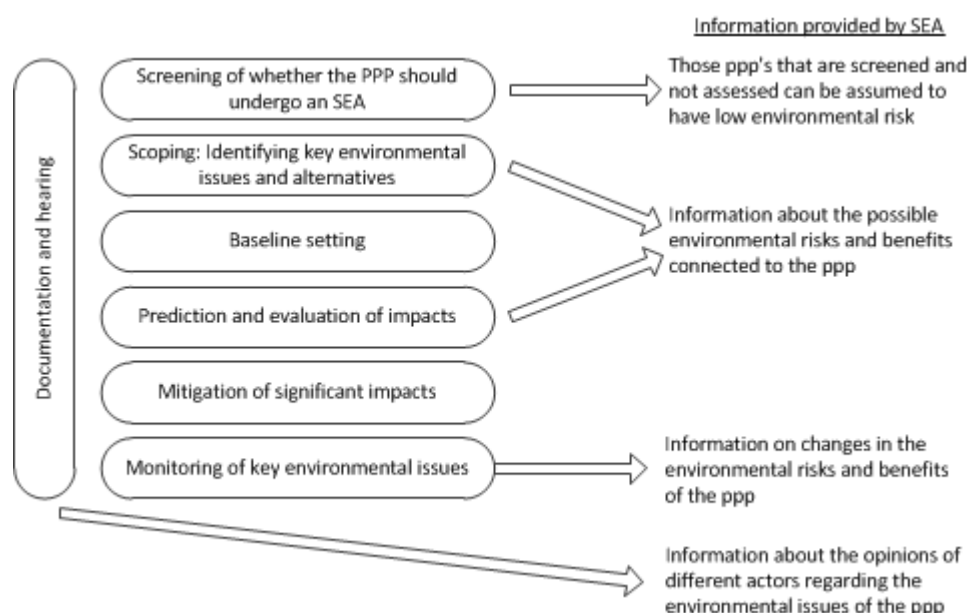 Information provided by SEA
Documentation and hearing
Screening of whether the PPP should
undergo an SEA
Those ppp's that are screened and
not assessed can be assumed to
have low environmental risk
Scoping: Identifying key environmental
issues and alternatives
Baseline setting
Information about the possible
environmental risks and benefits
connected to the ppp
Prediction and evaluation of impacts
Mitigation of significant impacts
Monitoring of key environmental issues
Information on changes in the
environmental risks and benefits
of the ppp
Information about the opinions of
different actors regarding the
environmental issues of the ppp